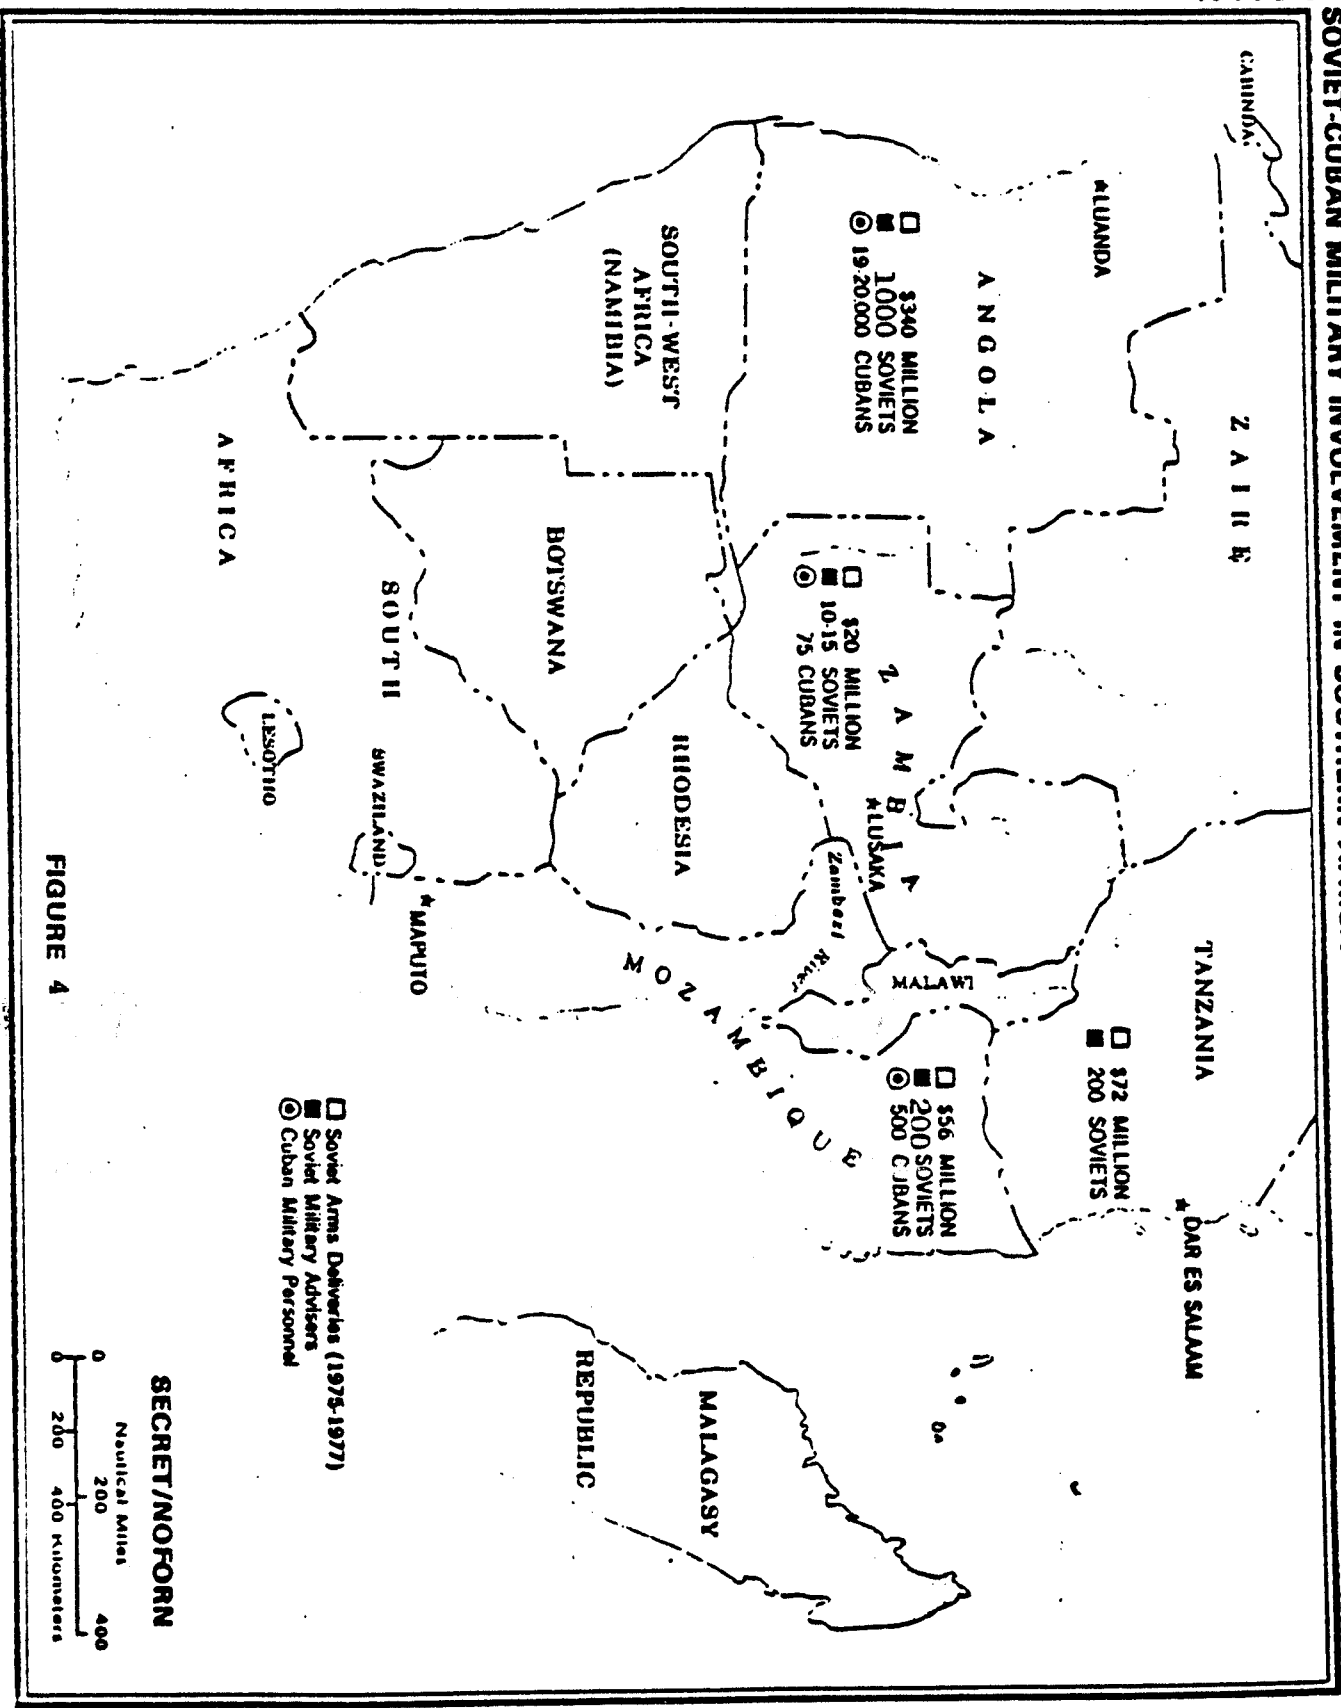 SOVIET-CUBAN MILITARY INVOLVEMENT IN SOUTHERN AFRICA
CABINDA
ZAIRE
TANZANIA
★LUANDA
★DAR ES SALAAM
ANGOLA
$72 MILLION
200 SOVIETS
$340 MILLION
1000 SOVIETS
19-20,000 CUBANS
$56 MILLION
200 SOVIETS
500 CUBANS
MALAWI
ZAMBIA
★LUSAKA
$20 MILLION
10-15 SOVIETS
75 CUBANS
Zambezi River
MOZAMBIQUE
SOUTH-WEST
AFRICA
(NAMIBIA)
RHODESIA
MALAGASY
REPUBLIC
BOTSWANA
★MAPUTO
SOUTH
AFRICA
SWAZILAND
LESOTHO
Soviet Arms Deliveries (1975-1977)
Soviet Military Advisers
Cuban Military Personnel
SECRET/NOFORN
Nautical Miles
0 200 400
0 200 400 Kilometers
FIGURE 4